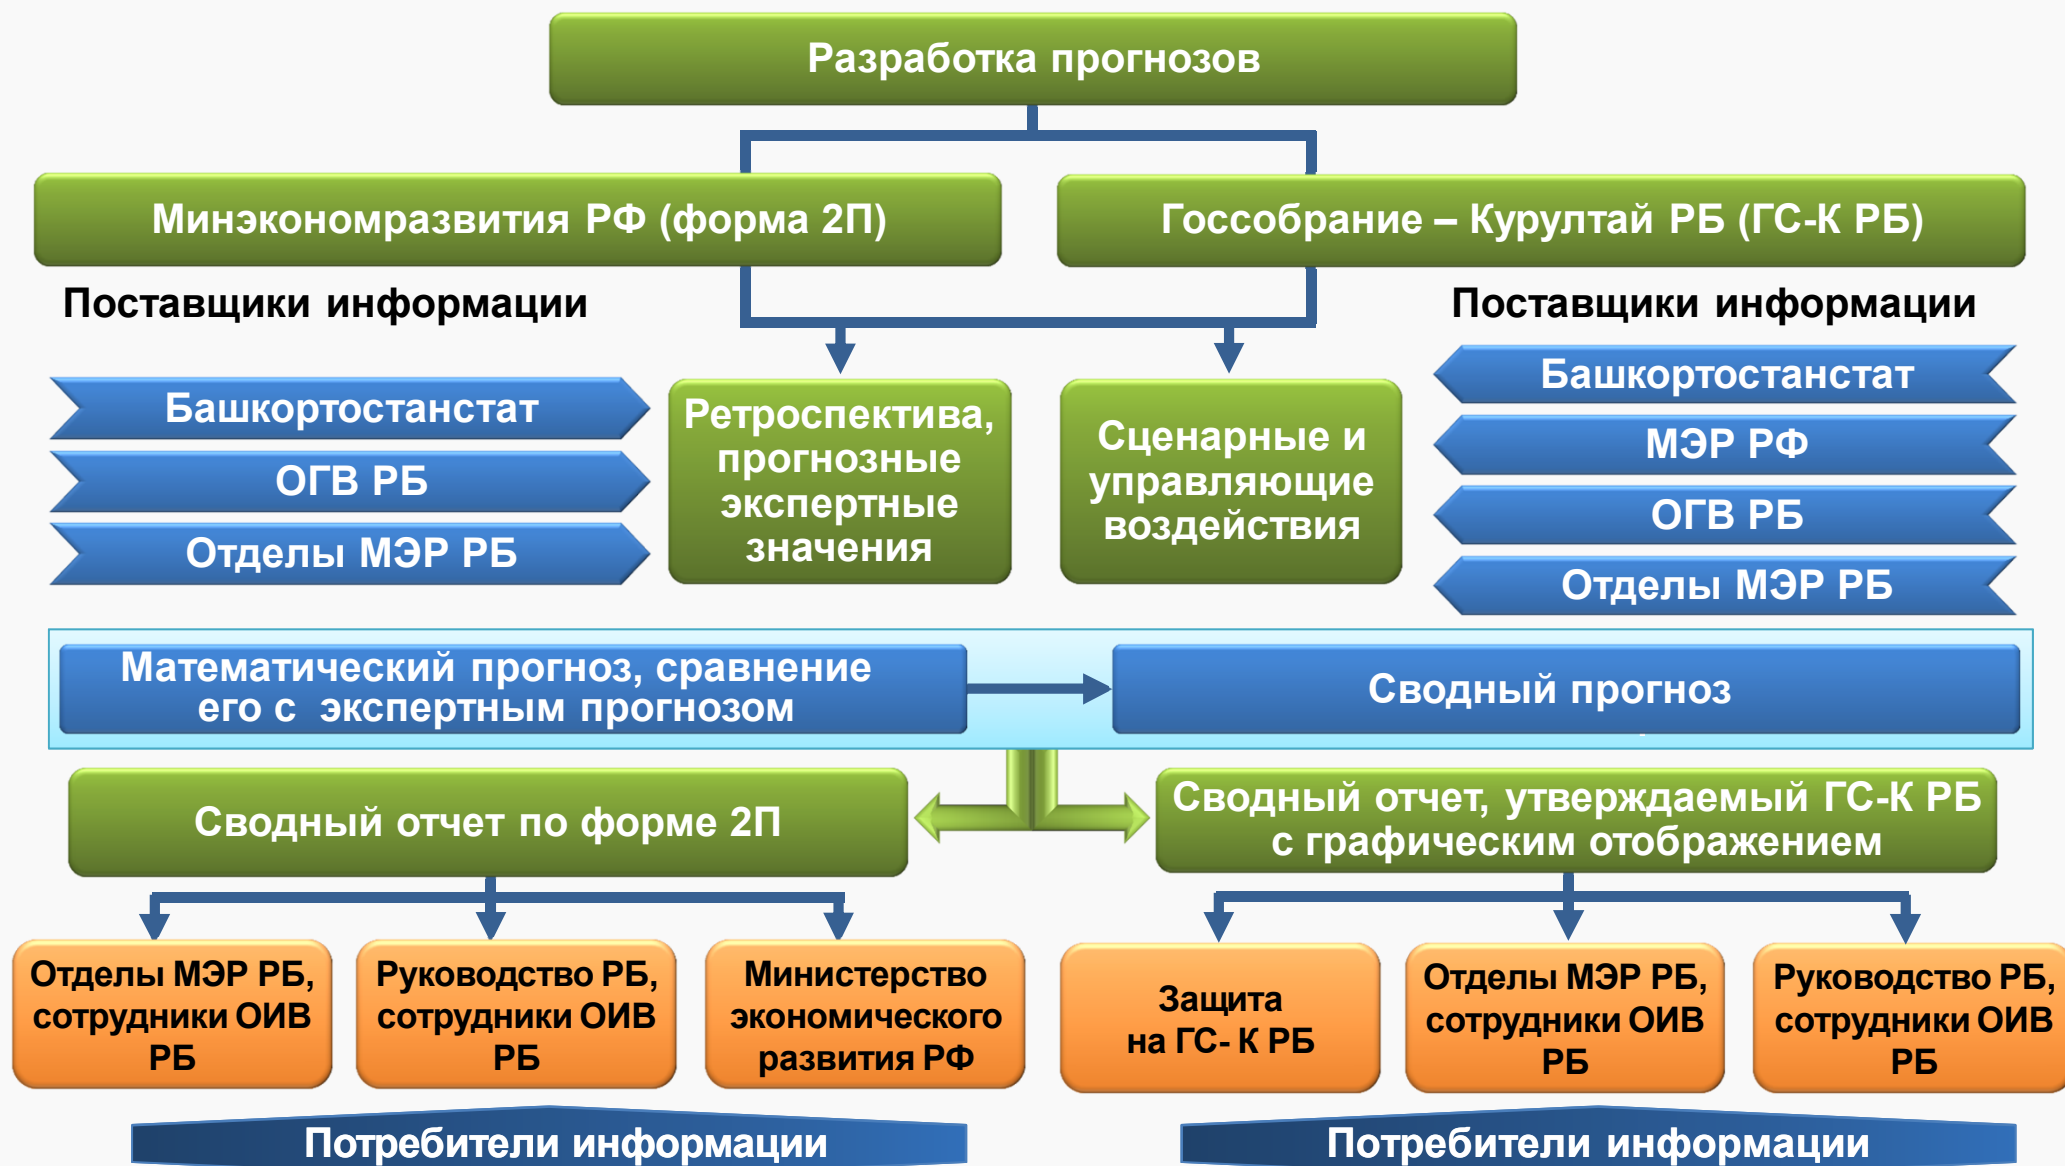 Разработка прогнозов
Минэкономразвития РФ (форма 2П)
Госсобрание – Курултай РБ (ГС-К РБ)
Поставщики информации
Башкортостанстат
ОГВ РБ
Отделы МЭР РБ
Ретроспектива,
прогнозные
экспертные
значения
Сценарные и
управляющие
воздействия
Поставщики информации
Башкортостанстат
МЭР РФ
ОГВ РБ
Отделы МЭР РБ
Математический прогноз, сравнение
его с экспертным прогнозом
Сводный прогноз
Сводный отчет по форме 2П
Сводный отчет, утверждаемый ГС-К РБ
с графическим отображением
Отделы МЭР РБ,
сотрудники ОИВ
РБ
Руководство РБ,
сотрудники ОИВ
РБ
Министерство
экономического
развития РФ
Защита
на ГС- К РБ
Отделы МЭР РБ,
сотрудники ОИВ
РБ
Руководство РБ,
сотрудники ОИВ
РБ
Потребители информации
Потребители информации